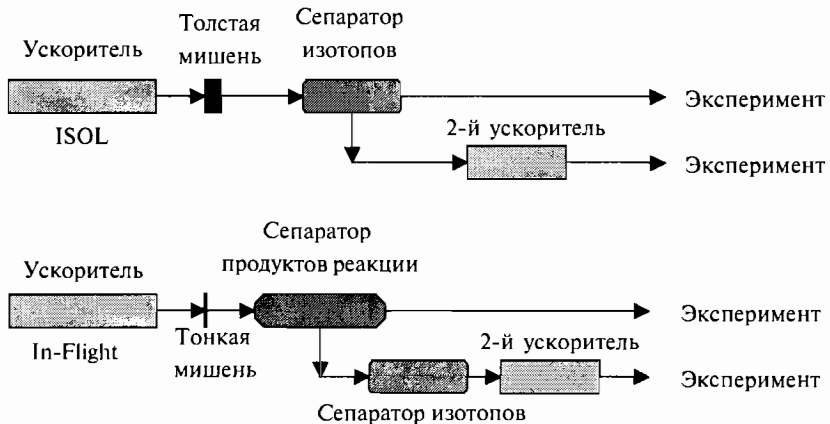 Ускоритель
Толстая
мишень
Сепаратор
изотопов
ISOL
Эксперимент
2-й ускоритель
Эксперимент
Ускоритель
Сепаратор
продуктов реакции
In-Flight
Тонкая
мишень
Эксперимент
2-й ускоритель
Эксперимент
Сепаратор изотопов